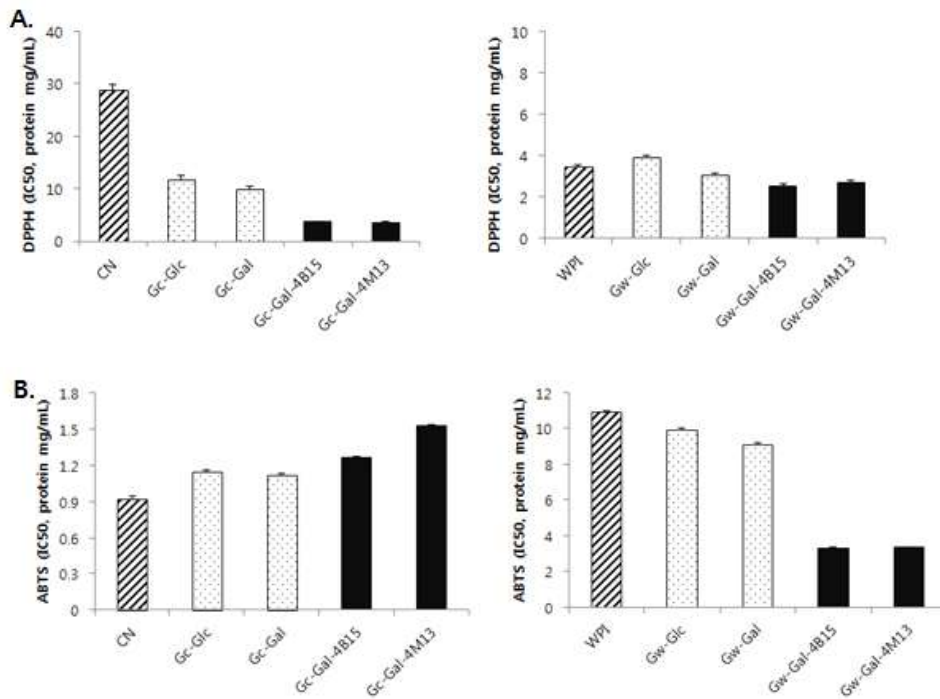 A.
DPPH (IC50, protein mg/mL)
40
30
20
10
0
CN
Gc-Glc
Gc-Gal
Gc-Gal-4B15
Gc-Gal-4M13
DPPH (IC50, protein mg/mL)
10
8
6
4
2
0
WPI
Gw-Glc
Gw-Gal
Gw-Gal-4B15
Gw-Gal-4M13
B.
ABTS (IC50, protein mg/mL)
1.8
1.5
1.2
0.9
0.6
0.3
0
CN
Gc-Glc
Gc-Gal
Gc-Gal-4B15
Gc-Gal-4M13
ABTS (IC50, protein mg/mL)
12
10
8
6
4
2
0
WPI
Gw-Glc
Gw-Gal
Gw-Gal-4B15
Gw-Gal-4M13